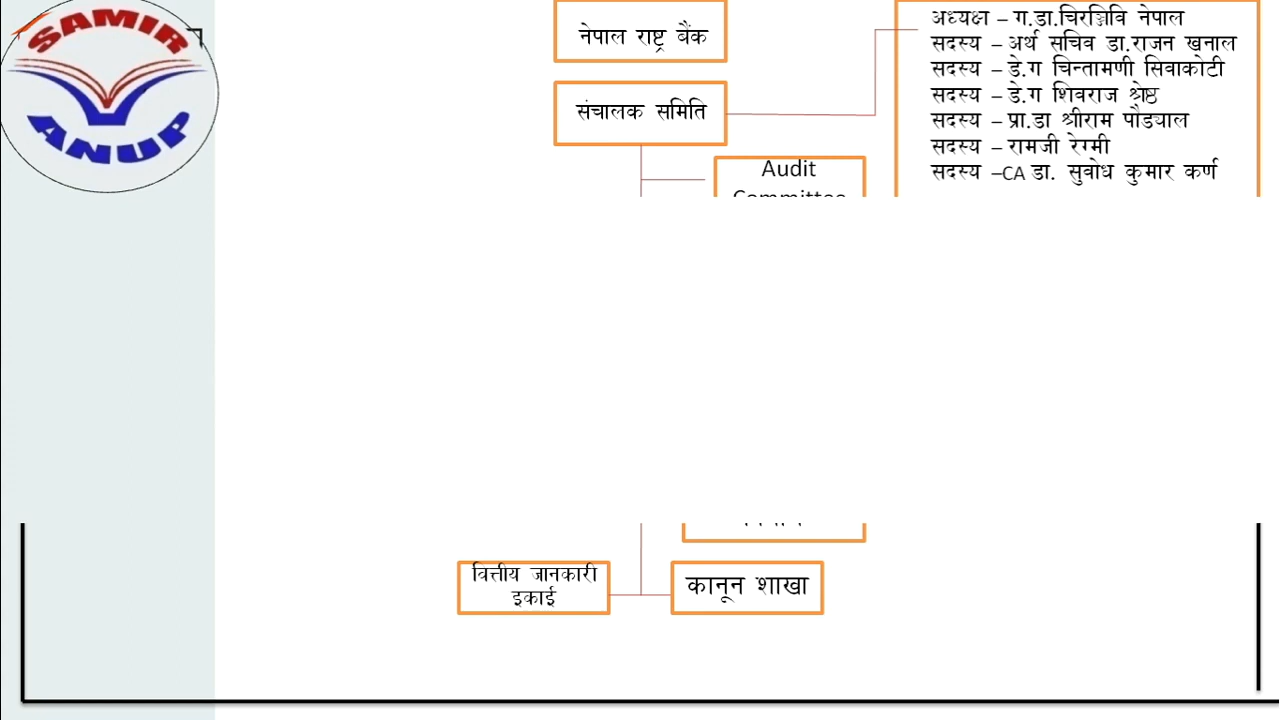 SAMIR
ANUP
नेपाल राष्ट्र बैंक
संचालक समिति
अध्यक्ष – ग.डा.चिरञ्जिवि नेपाल
सदस्य – अर्थ सचिव डा.राजन खनाल
सदस्य – डे.ग चिन्तामणी सिवाकोटी
सदस्य – डे.ग शिवराज श्रेष्ठ
सदस्य – प्रा.डा श्रीराम पौड्याल
सदस्य – रामजी रेग्मी
सदस्य –CA डा. सुवोध कुमार कर्ण
Audit
Committee
वित्तीय जानकारी
इकाई
कानून शाखा